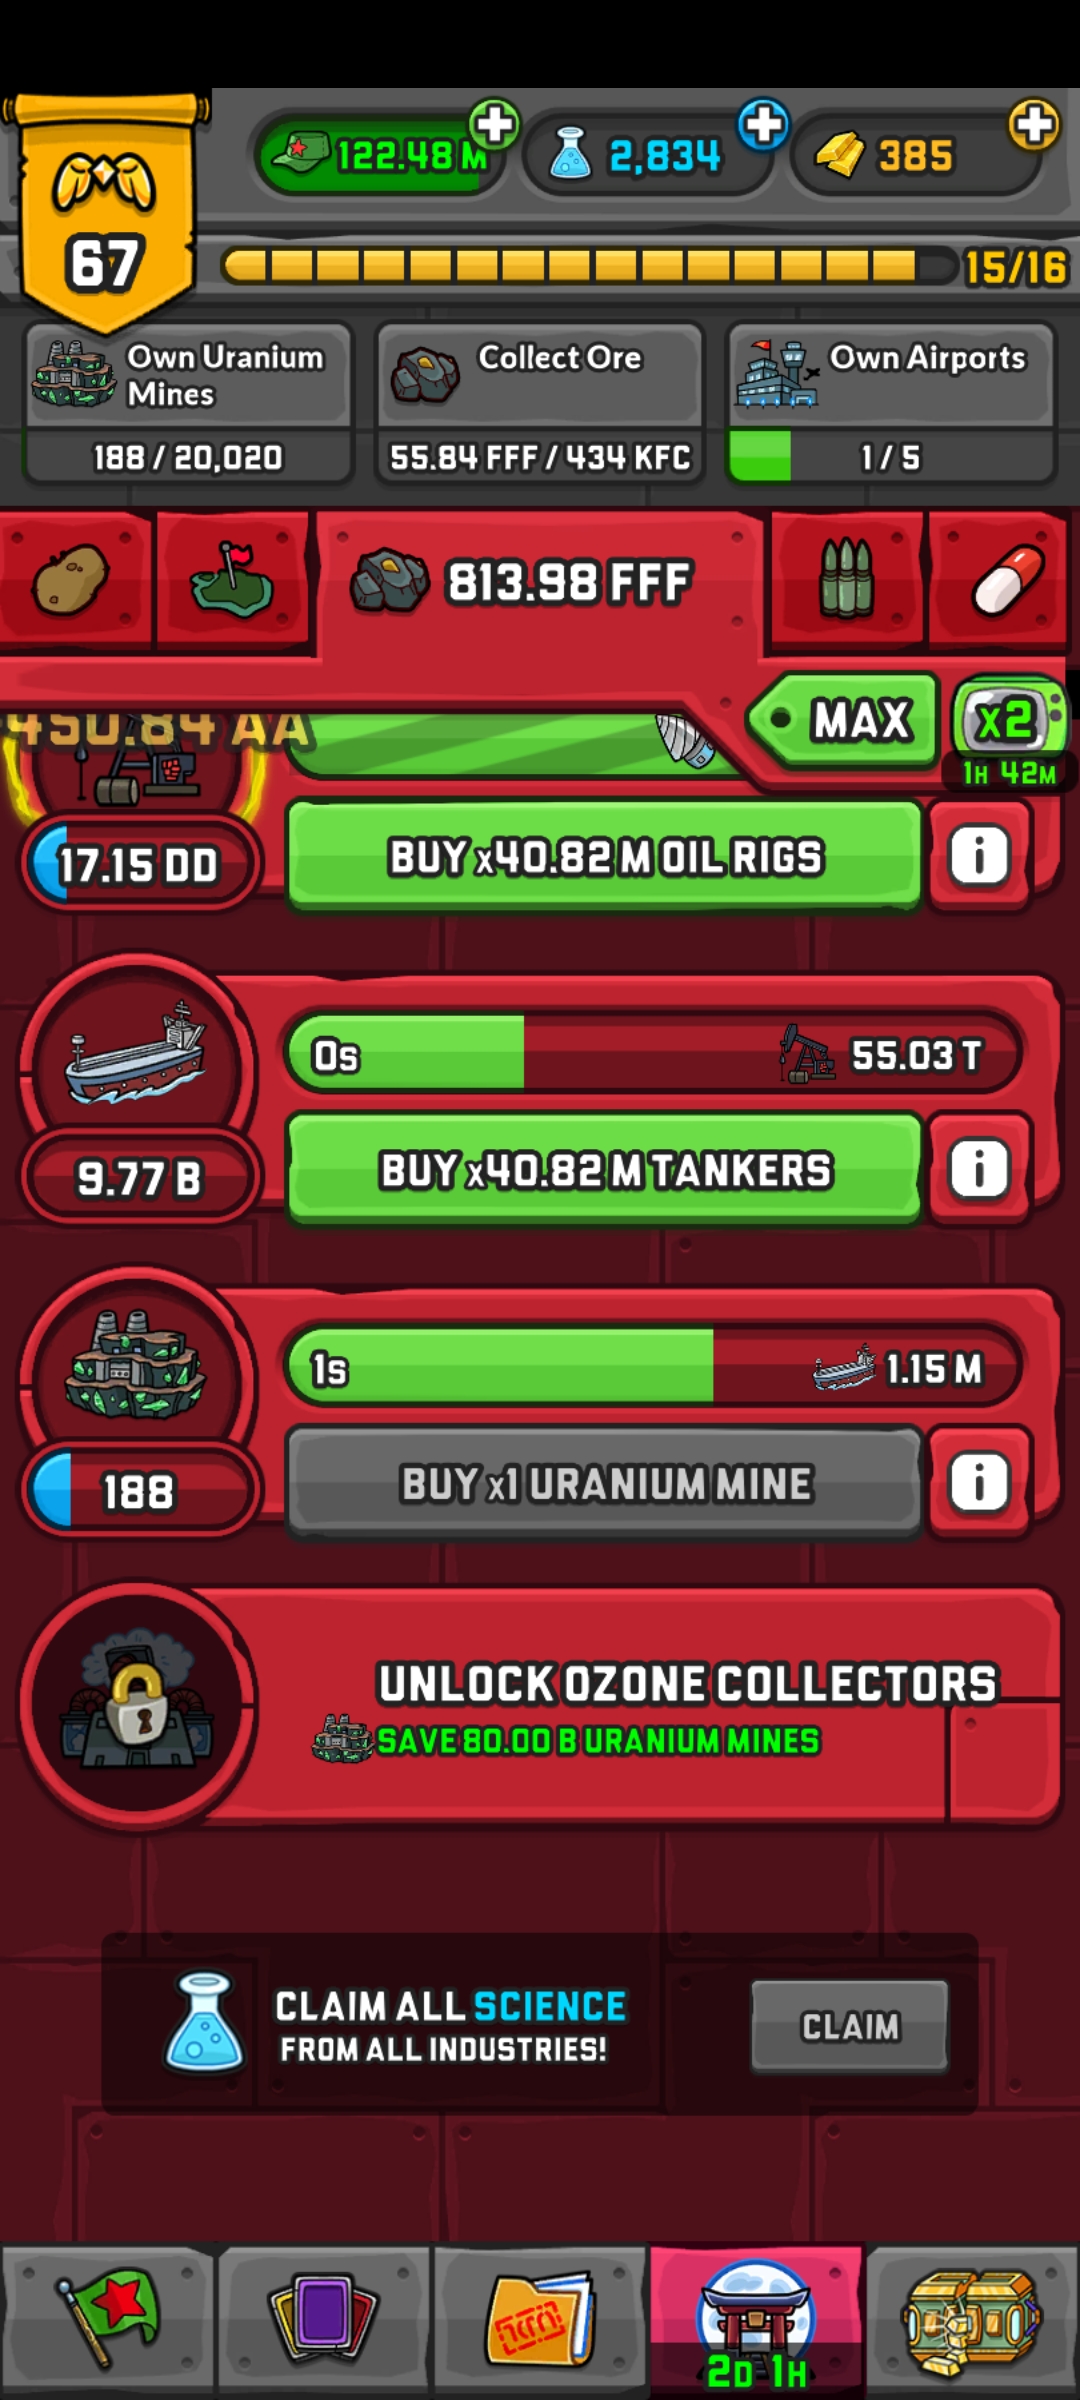 122.48 M
2,834
385
67
15/16
Own Uranium
Mines
188 / 20,020
Collect Ore
55.84 FFF / 434 KFC
Own Airports
1 / 5
813.98 FFF
MAX
x2
1H 42M
450.84 AA
17.15 DD
BUY x40.82 M OIL RIGS
i
0s
55.03 T
9.77 B
BUY x40.82 M TANKERS
i
1s
1.15 M
188
BUY x1 URANIUM MINE
i
UNLOCK OZONE COLLECTORS
SAVE 80.00 B URANIUM MINES
CLAIM ALL SCIENCE
FROM ALL INDUSTRIES!
CLAIM
2D 1H